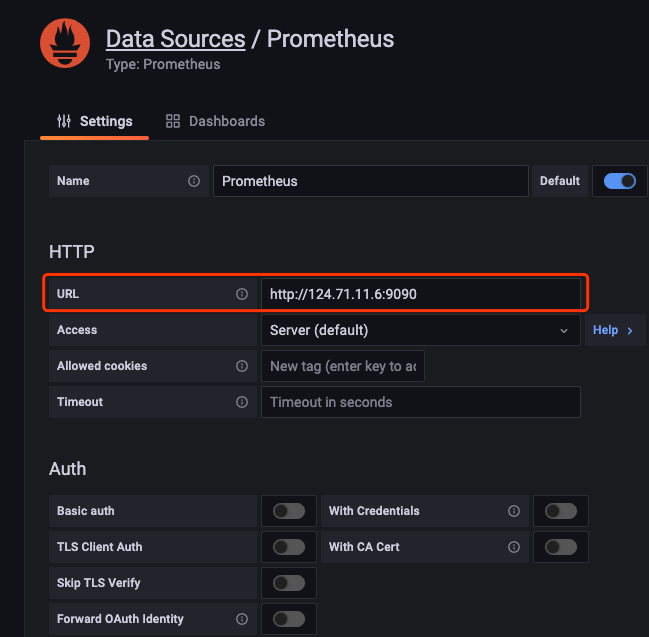 Data Sources / Prometheus
Type: Prometheus
Settings
Dashboards
Name
Prometheus
Default
HTTP
URL
http://124.71.11.6:9090
Access
Server (default)
Help
Allowed cookies
New tag (enter key to ac
Timeout
Timeout in seconds
Auth
Basic auth
With Credentials
TLS Client Auth
With CA Cert
Skip TLS Verify
Forward OAuth Identity